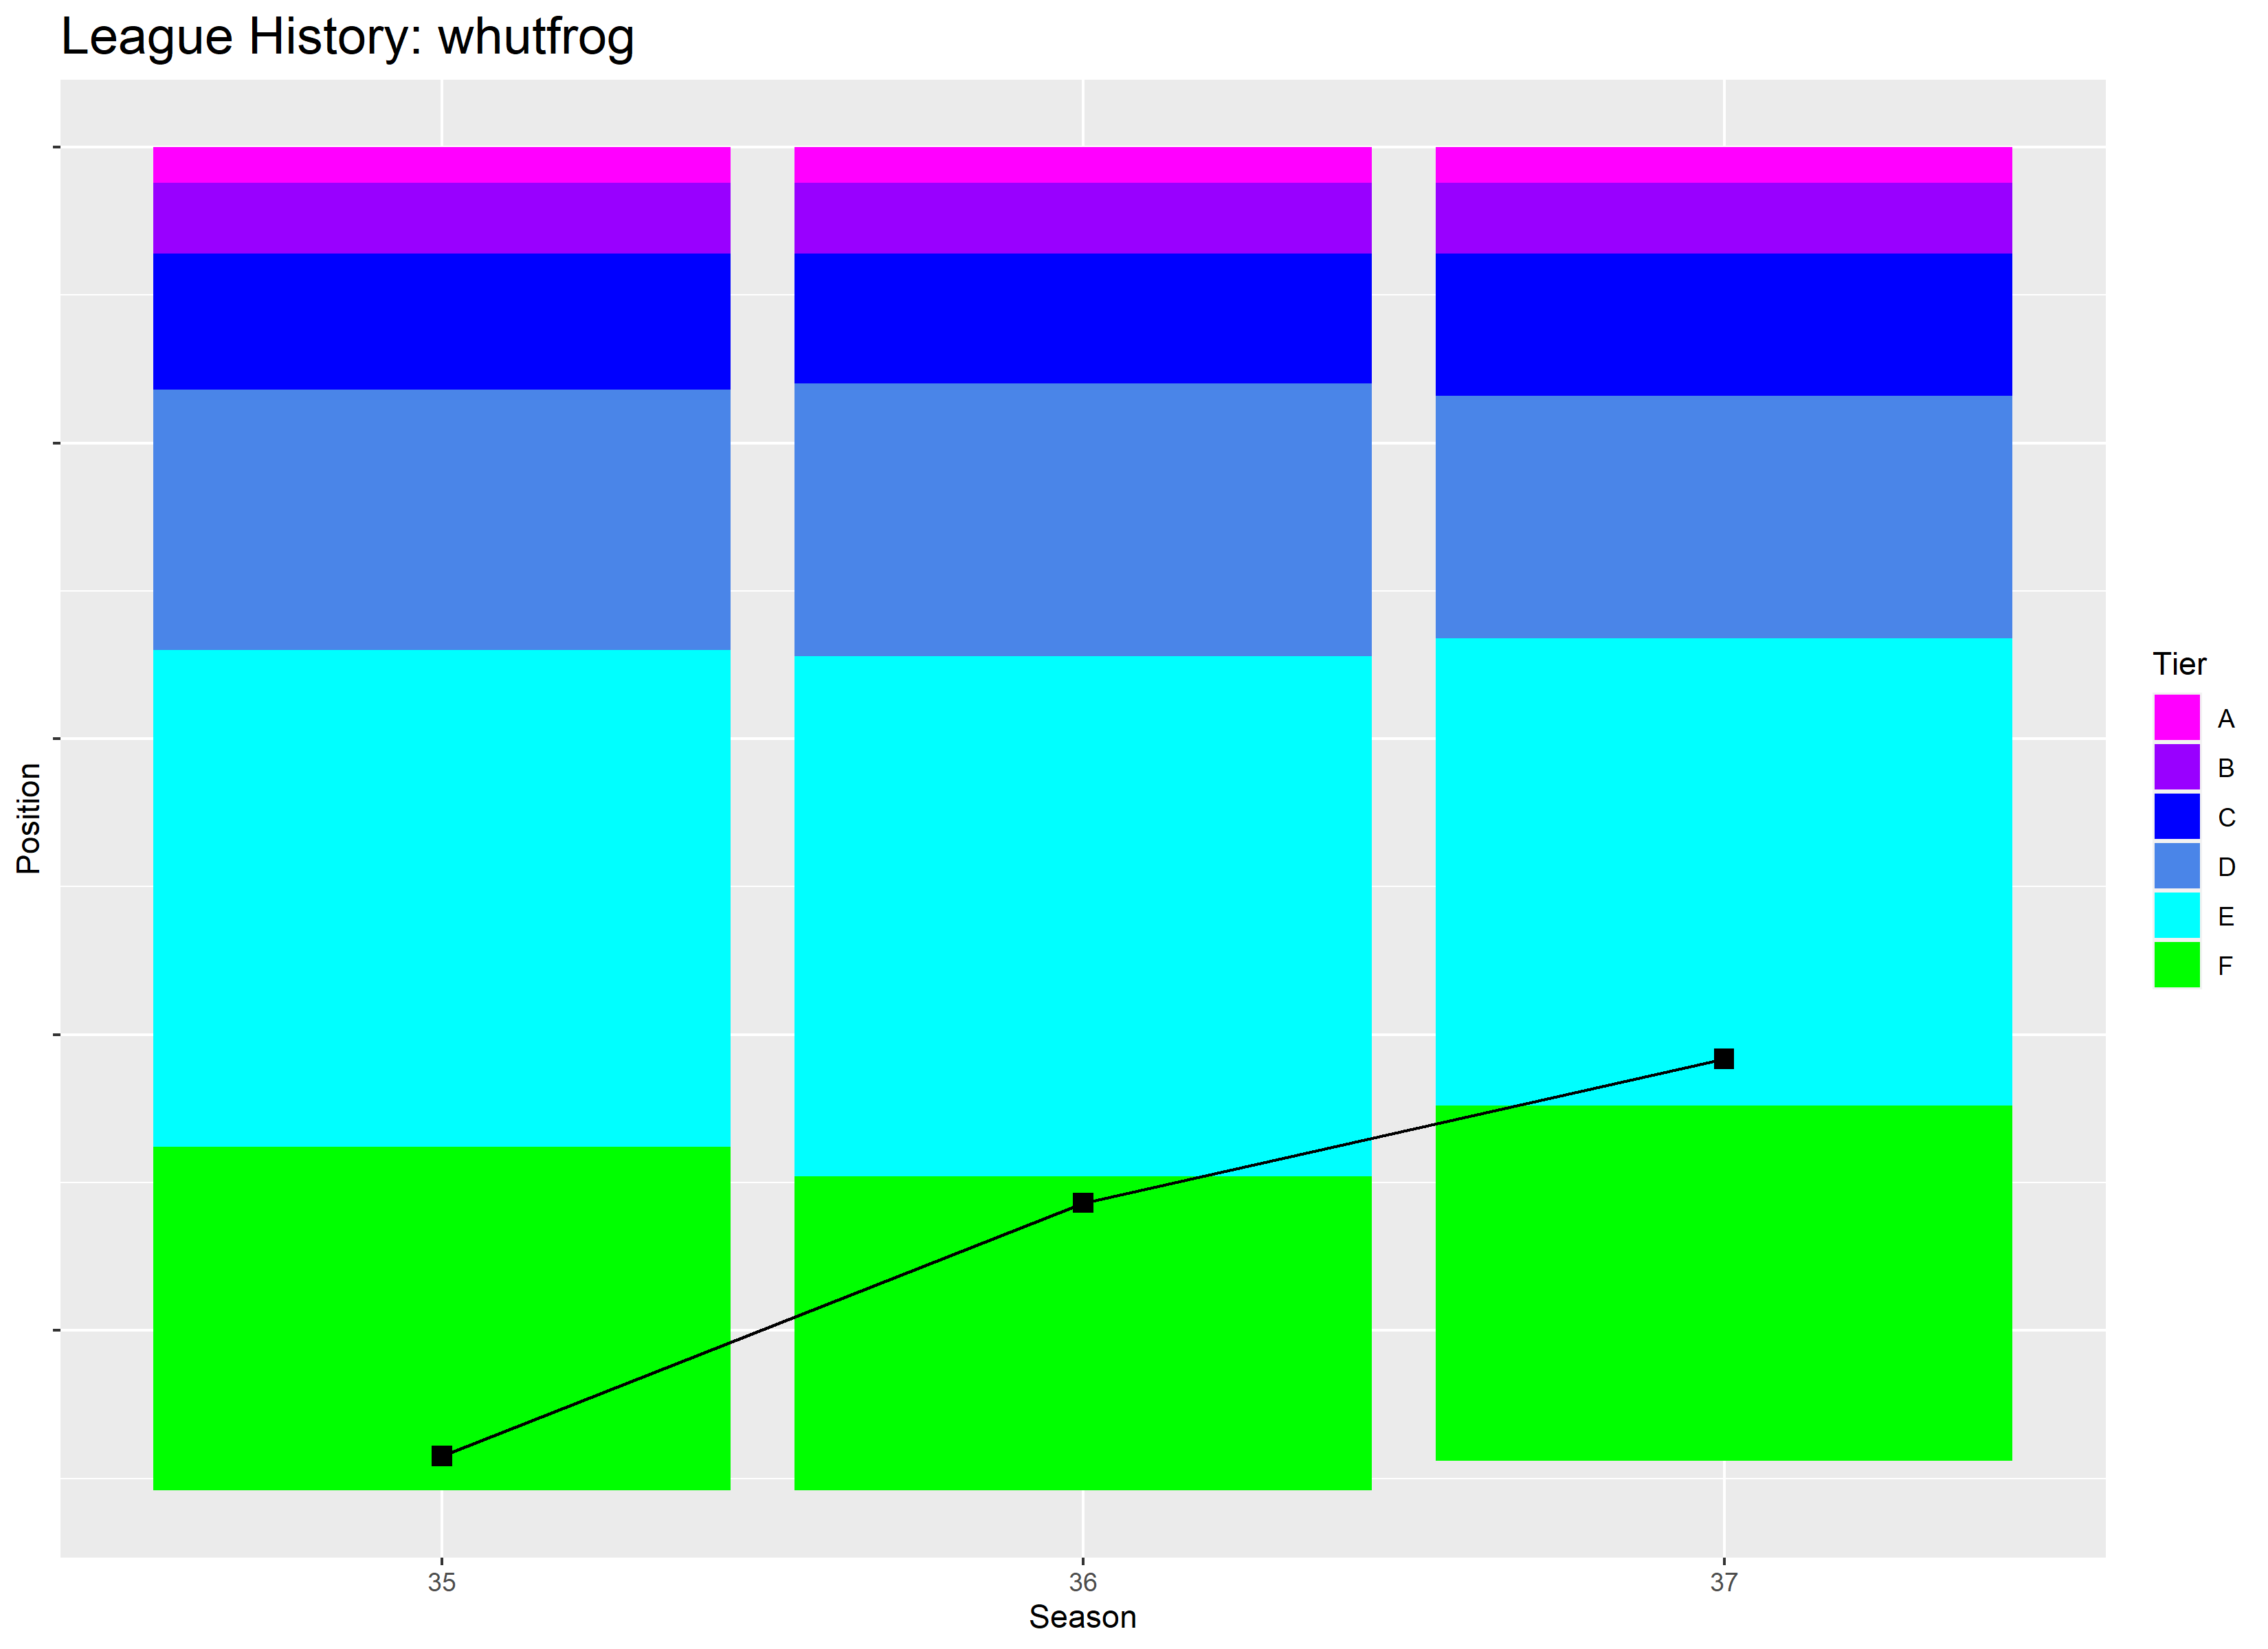 League History: whutfrog
Position
Tier
A
B
C
D
E
F
35
36
37
Season